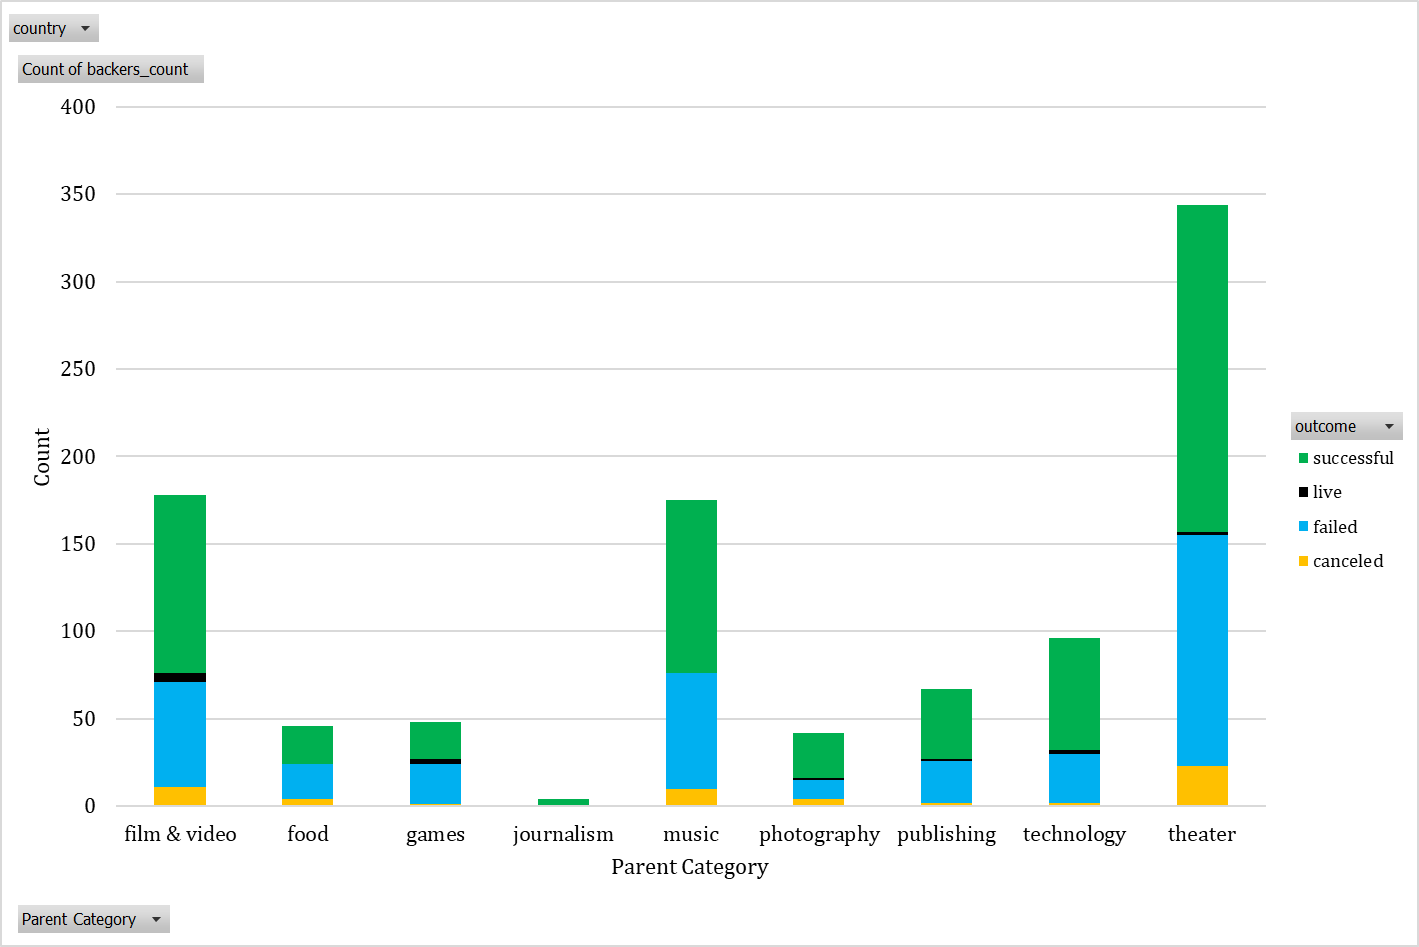 country
Count of backers_count
400
350
300
250
200
150
100
50
0
Count
film & video food games journalism music photography publishing technology theater
Parent Category
outcome
successful
live
failed
canceled
Parent Category